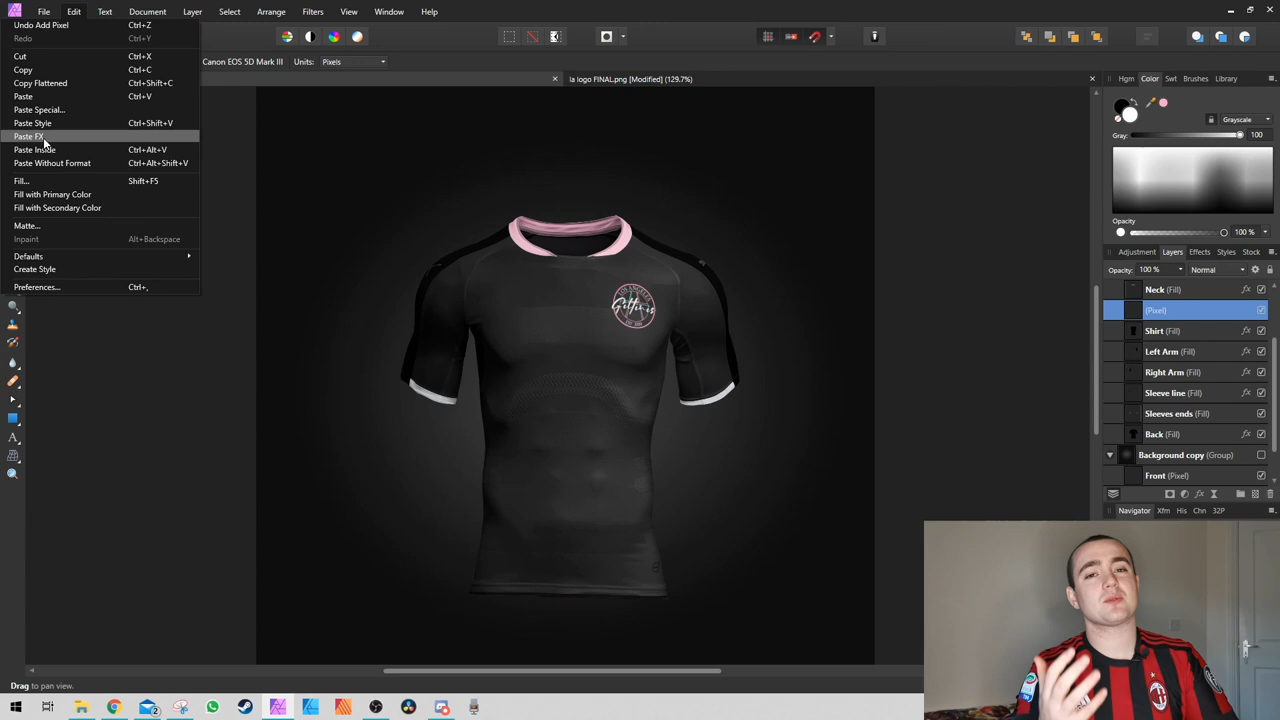 File Edit Text Document Layer Select Arrange Filters View Window Help
Undo Add Pixel Ctrl+Z
Redo Ctrl+Y
Cut Ctrl+X
Copy Ctrl+C
Copy Flattened Ctrl+Shift+C
Paste Ctrl+V
Paste Special...
Paste Style Ctrl+Shift+V
Paste FX
Paste Inside Ctrl+Alt+V
Paste Without Format Ctrl+Alt+Shift+V
Fill... Shift+F5
Fill with Primary Color
Fill with Secondary Color
Matte...
Inpaint Alt+Backspace
Defaults
Create Style
Preferences... Ctrl+,
Canon EOS 5D Mark III Units: Pixels
la logo FINAL.png [Modified] (129.7%)
Hgm Color Swt Brushes Library
Grayscale
Gray: 100
Opacity
100 %
Adjustment Layers Effects Styles Stock
Opacity: 100 % Normal
Neck (Fill)
(Pixel)
Shirt (Fill)
Left Arm (Fill)
Right Arm (Fill)
Sleeve line (Fill)
Sleeves ends (Fill)
Back (Fill)
Background copy (Group)
Front (Pixel)
Navigator Xfm His Chn 32P
LOS ANGELES
Drag to pan view.
ACM
1899